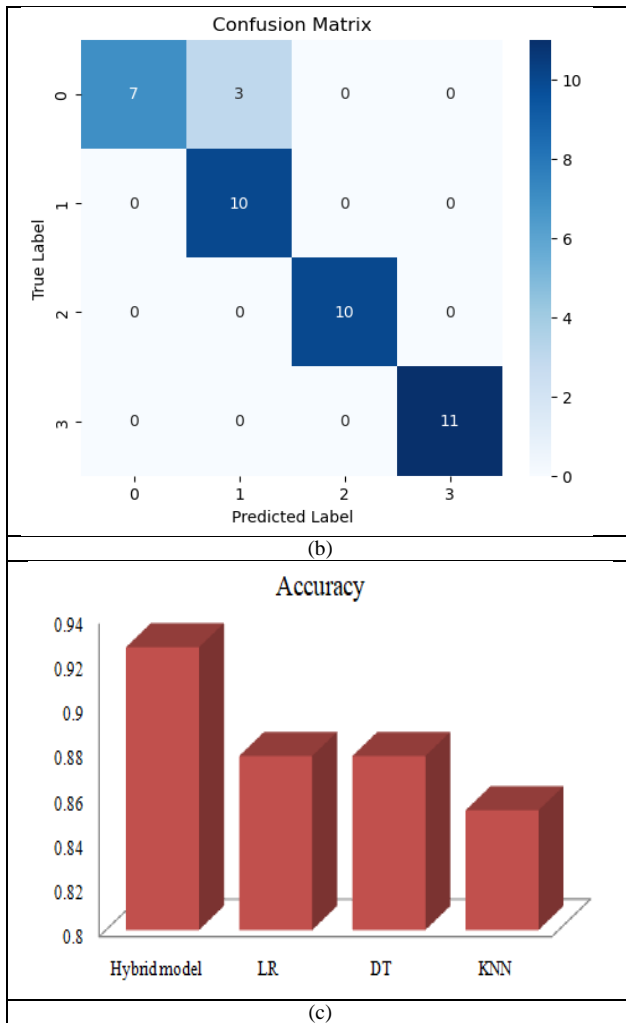 Confusion Matrix
0 7 3 0 0
1 0 10 0 0
2 0 0 10 0
3 0 0 0 11
0 1 2 3
True Label
Predicted Label
10
8
6
4
2
0
(b)
Accuracy
0.94
0.92
0.9
0.88
0.86
0.84
0.82
0.8
Hybrid model LR DT KNN
(c)